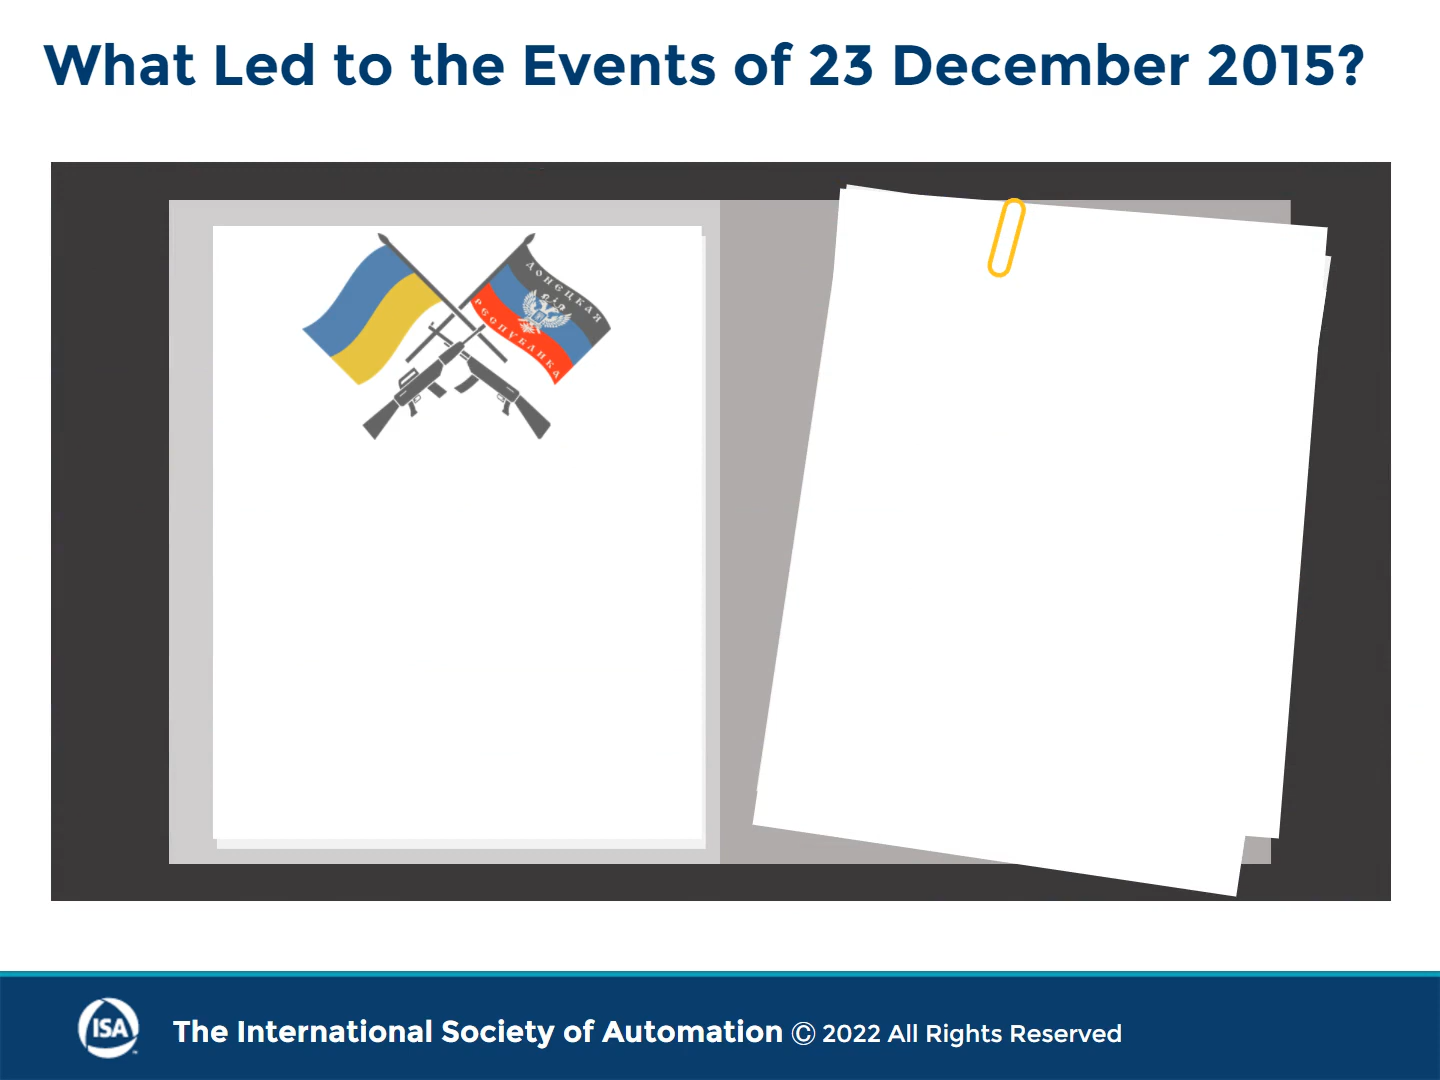 What Led to the Events of 23 December 2015?
ДОНЕЦКАЯ
РЕСПУБЛИКА
ISA
The International Society of Automation © 2022 All Rights Reserved